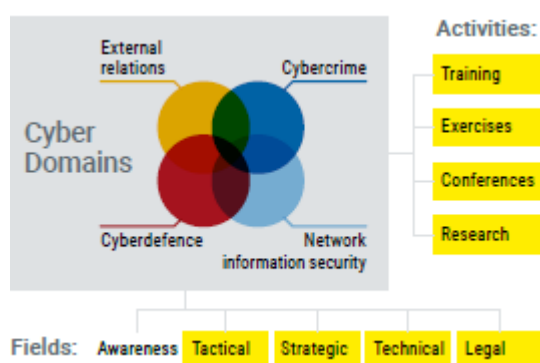 Activities:
External
relations
Cybercrime
Training
Cyber
Domains
Exercises
Conferences
Cyberdefence
Network
information security
Research
Fields: Awareness Tactical Strategic Technical Legal